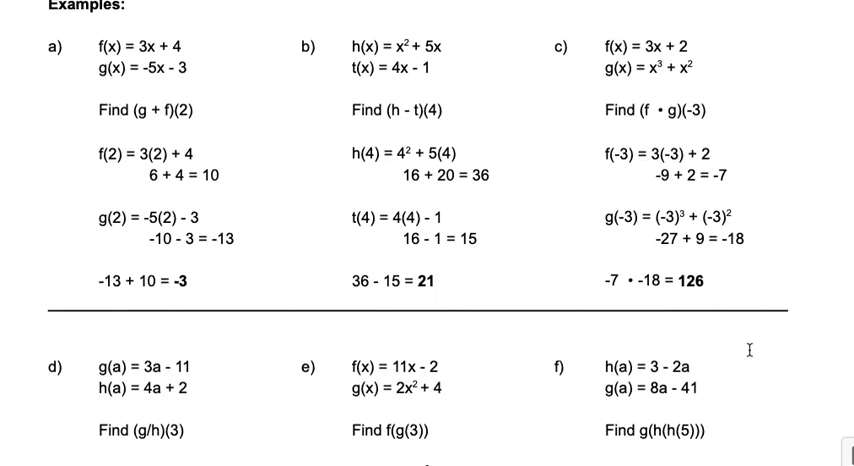 Examples:
a) f(x) = 3x + 4
g(x) = -5x - 3
Find (g + f)(2)
f(2) = 3(2) + 4
6 + 4 = 10
g(2) = -5(2) - 3
-10 - 3 = -13
-13 + 10 = -3
b) h(x) = x² + 5x
t(x) = 4x - 1
Find (h - t)(4)
h(4) = 4² + 5(4)
16 + 20 = 36
t(4) = 4(4) - 1
16 - 1 = 15
36 - 15 = 21
c) f(x) = 3x + 2
g(x) = x³ + x²
Find (f • g)(-3)
f(-3) = 3(-3) + 2
-9 + 2 = -7
g(-3) = (-3)³ + (-3)²
-27 + 9 = -18
-7 • -18 = 126
d) g(a) = 3a - 11
h(a) = 4a + 2
Find (g/h)(3)
e) f(x) = 11x - 2
g(x) = 2x² + 4
Find f(g(3))
f) h(a) = 3 - 2a
g(a) = 8a - 41
Find g(h(h(5)))